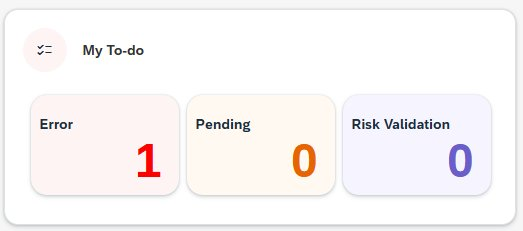 My To-do
Error
1
Pending
0
Risk Validation
0